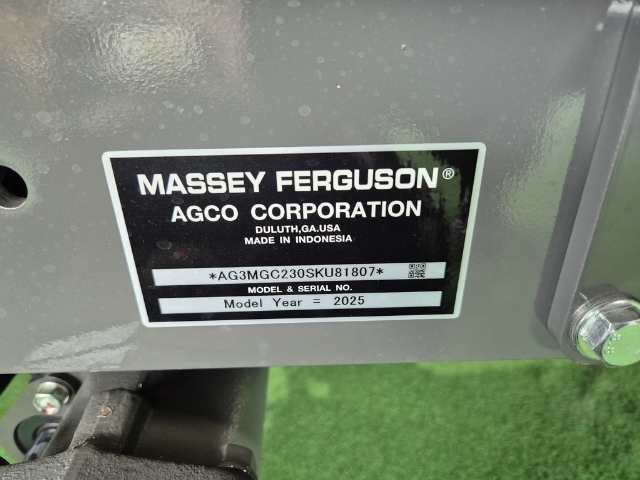 MASSEY FERGUSON®
AGCO CORPORATION
DULUTH,GA.USA
MADE IN INDONESIA
*AG3MGC230SKU81807*
MODEL & SERIAL NO.
Model Year = 2025